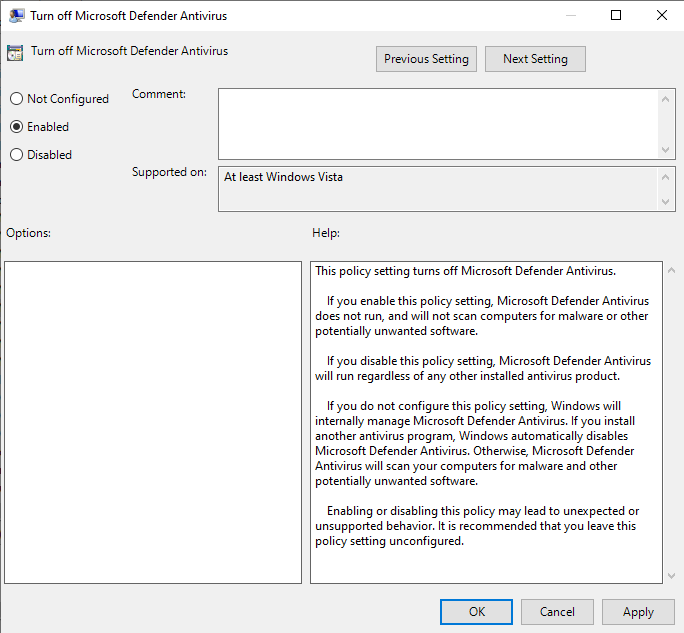 Turn off Microsoft Defender Antivirus
Turn off Microsoft Defender Antivirus
Previous Setting
Next Setting
Not Configured
Enabled
Disabled
Comment:
Supported on:
At least Windows Vista
Options:
Help:
This policy setting turns off Microsoft Defender Antivirus.
If you enable this policy setting, Microsoft Defender Antivirus
does not run, and will not scan computers for malware or other
potentially unwanted software.
If you disable this policy setting, Microsoft Defender Antivirus
will run regardless of any other installed antivirus product.
If you do not configure this policy setting, Windows will
internally manage Microsoft Defender Antivirus. If you install
another antivirus program, Windows automatically disables
Microsoft Defender Antivirus. Otherwise, Microsoft Defender
Antivirus will scan your computers for malware and other
potentially unwanted software.
Enabling or disabling this policy may lead to unexpected or
unsupported behavior. It is recommended that you leave this
policy setting unconfigured.
OK
Cancel
Apply